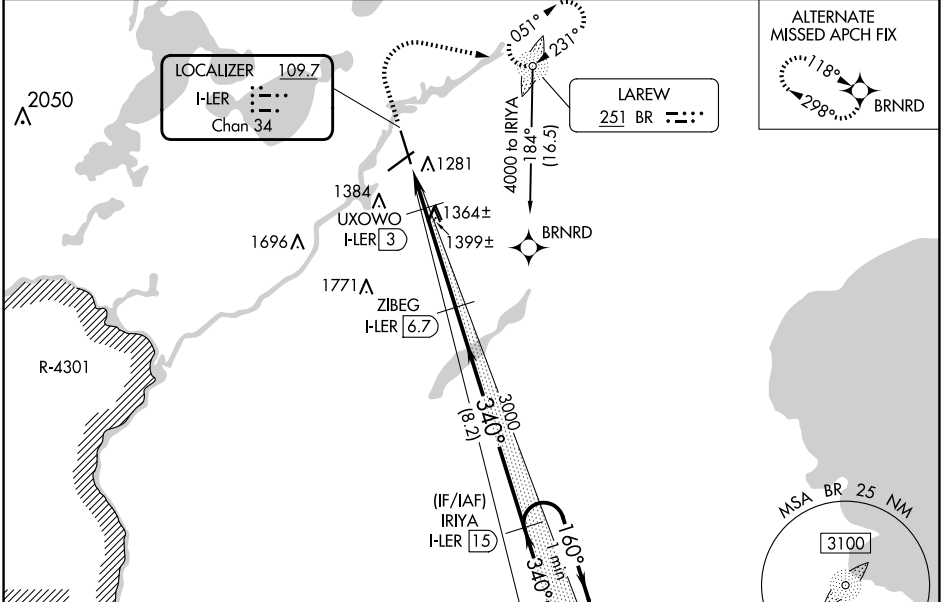 LOCALIZER 109.7
I-LER
Chan 34
2050
051°
231°
LAREW
251 BR
4000 to IRIYA
184°
(16.5)
ALTERNATE
MISSED APCH FIX
118°
298°
BRNRD
1281
1384
UXOWO
I-LER 3
1364±
1399±
1696
BRNRD
1771
ZIBEG
I-LER 6.7
R-4301
3000
340°
(8.2)
(IF/IAF)
IRIYA
I-LER 15
1 min
160°
340°
MSA BR 25 NM
3100